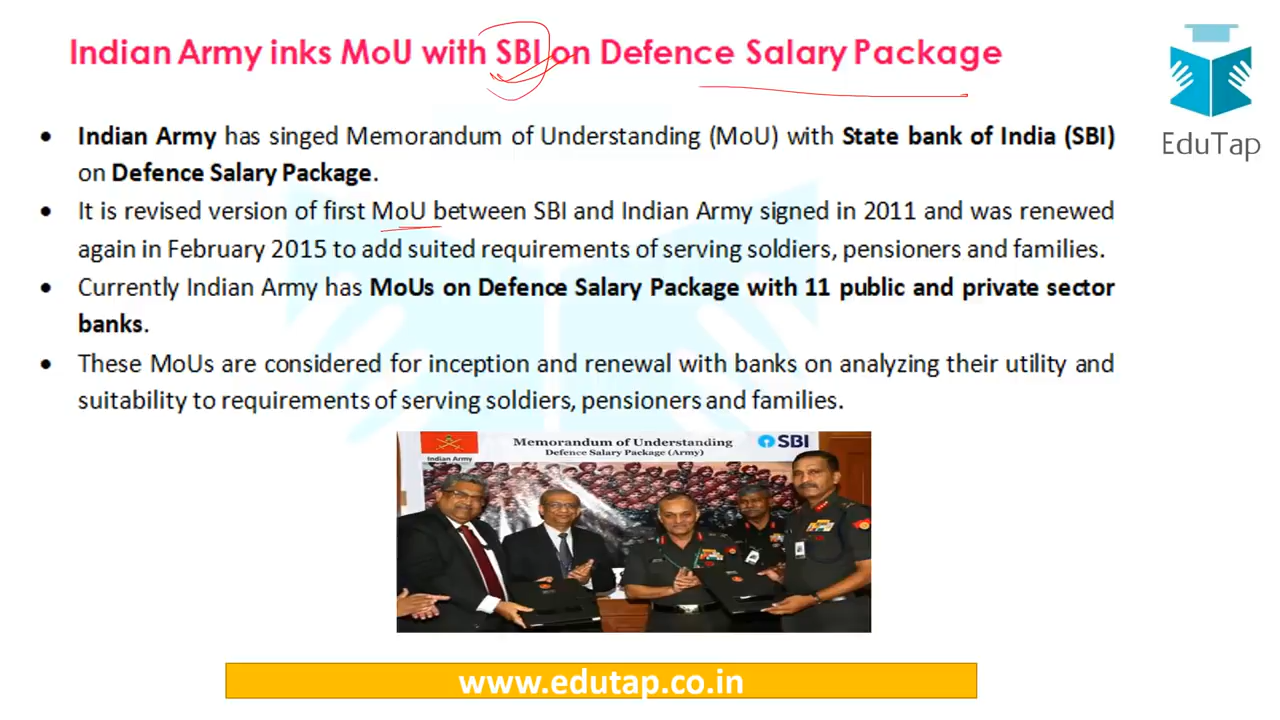 Indian Army inks MoU with SBI on Defence Salary Package
EduTap
• Indian Army has singed Memorandum of Understanding (MoU) with State bank of India (SBI)
on Defence Salary Package.
• It is revised version of first MoU between SBI and Indian Army signed in 2011 and was renewed
again in February 2015 to add suited requirements of serving soldiers, pensioners and families.
• Currently Indian Army has MoUs on Defence Salary Package with 11 public and private sector
banks.
• These MoUs are considered for inception and renewal with banks on analyzing their utility and
suitability to requirements of serving soldiers, pensioners and families.
Memorandum of Understanding
SBI
Defence Salary Package (Army)
Indian Army
www.edutap.co.in